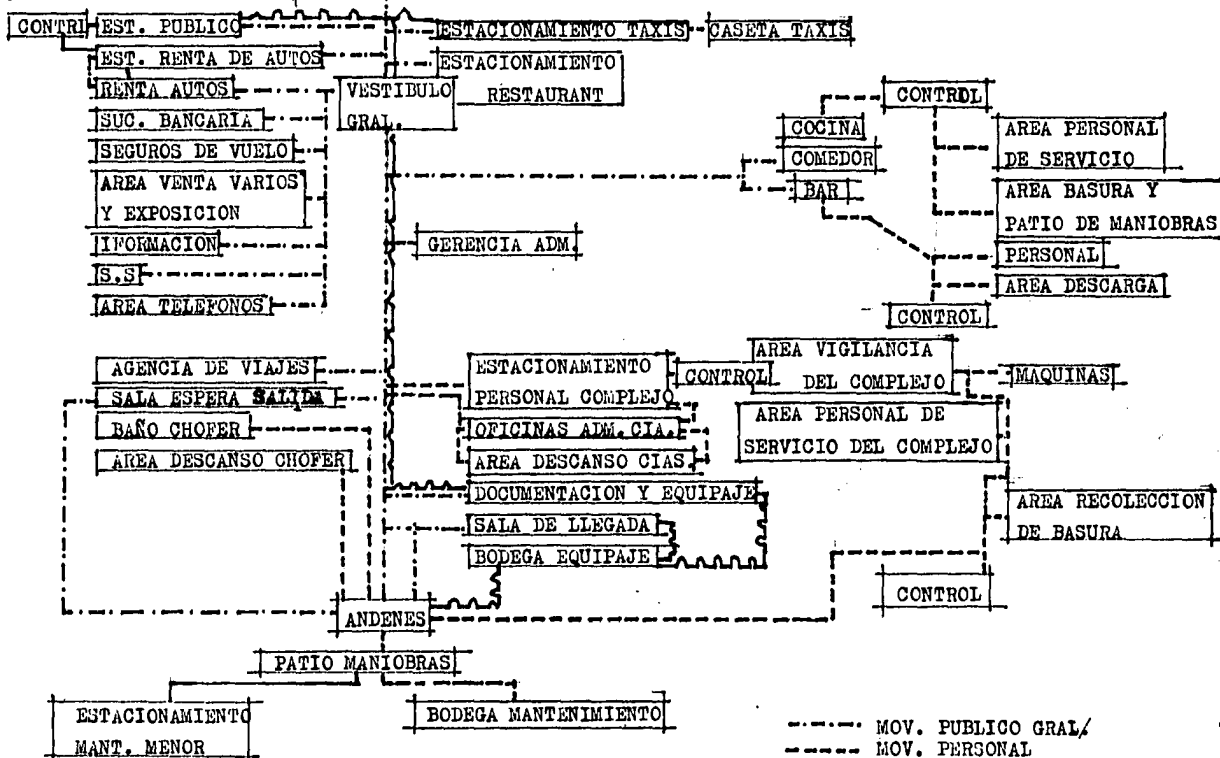 CONTRL
EST. PUBLICO
ESTACIONAMIENTO TAXIS
CASETA TAXIS
EST. RENTA DE AUTOS
ESTACIONAMIENTO
RESTAURANT
RENTA AUTOS
VESTIBULO
GRAL.
SUC. BANCARIA
SEGUROS DE VUELO
AREA VENTA VARIOS
Y EXPOSICION
IFORMACION
S.S
AREA TELEFONOS
GERENCIA ADM.
CONTROL
COCINA
COMEDOR
BAR
AREA PERSONAL
DE SERVICIO
AREA BASURA Y
PATIO DE MANIOBRAS
PERSONAL
AREA DESCARGA
CONTROL
AGENCIA DE VIAJES
SALA ESPERA SALIDA
BAÑO CHOFER
AREA DESCANSO CHOFER
ESTACIONAMIENTO
PERSONAL COMPLEJO
CONTROL
OFICINAS ADM. CIA.
AREA DESCANSO CIAS.
DOCUMENTACION Y EQUIPAJE
SALA DE LLEGADA
BODEGA EQUIPAJE
AREA VIGILANCIA
DEL COMPLEJO
MAQUINAS
AREA PERSONAL DE
SERVICIO DEL COMPLEJO
AREA RECOLECCION
DE BASURA
CONTROL
ANDENES
PATIO MANIOBRAS
ESTACIONAMIENTO
MANT. MENOR
BODEGA MANTENIMIENTO
MOV. PUBLICO GRAL/
MOV. PERSONAL